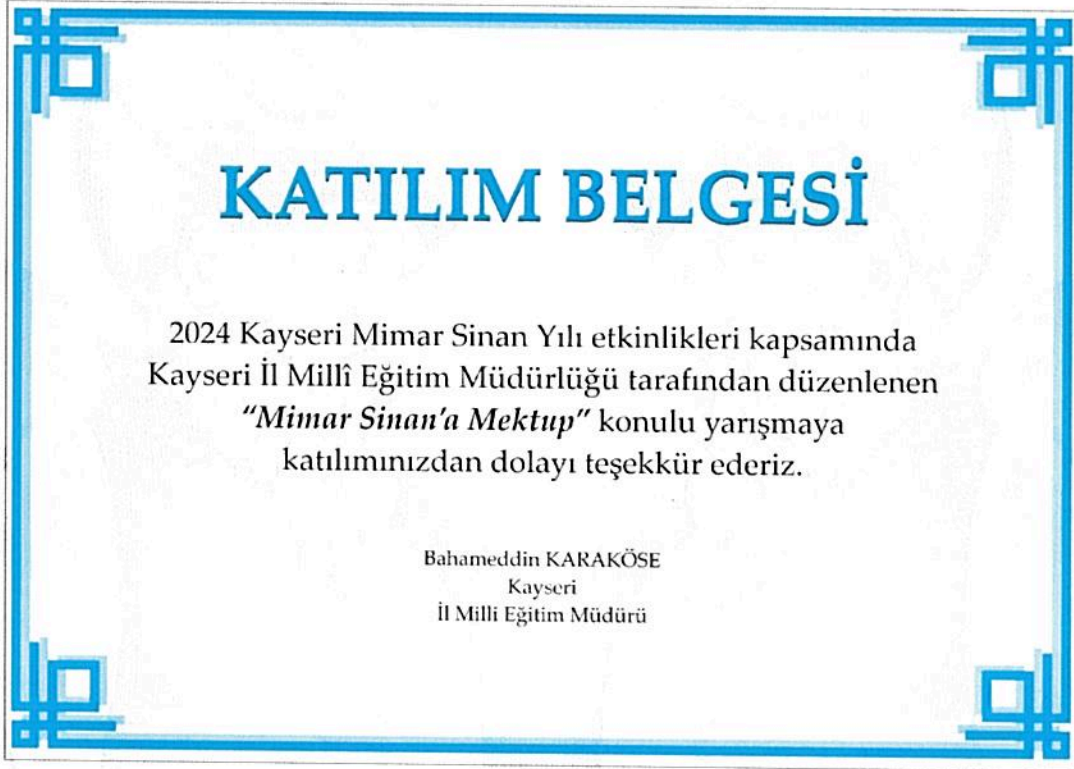 KATILIM BELGESİ
2024 Kayseri Mimar Sinan Yılı etkinlikleri kapsamında
Kayseri İl Millî Eğitim Müdürlüğü tarafından düzenlenen
“Mimar Sinan’a Mektup” konulu yarışmaya
katılımınızdan dolayı teşekkür ederiz.
Bahameddin KARAKÖSE
Kayseri
İl Milli Eğitim Müdürü